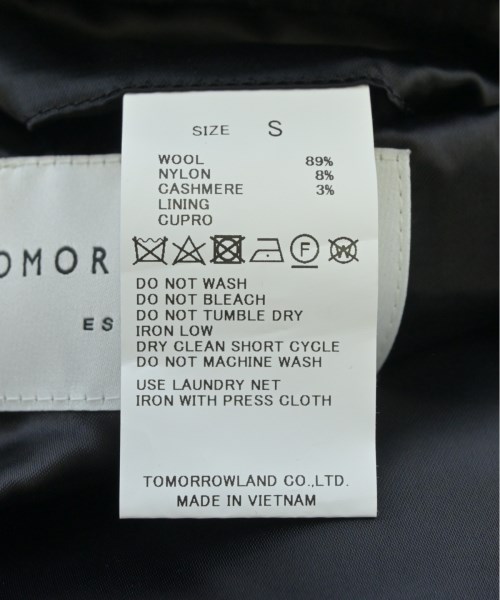 SIZE S
WOOL 89%
NYLON 8%
CASHMERE 3%
LINING
CUPRO
F W
DO NOT WASH
DO NOT BLEACH
DO NOT TUMBLE DRY
IRON LOW
DRY CLEAN SHORT CYCLE
DO NOT MACHINE WASH
USE LAUNDRY NET
IRON WITH PRESS CLOTH
TOMORROWLAND CO.,LTD.
MADE IN VIETNAM
OMOR
ES